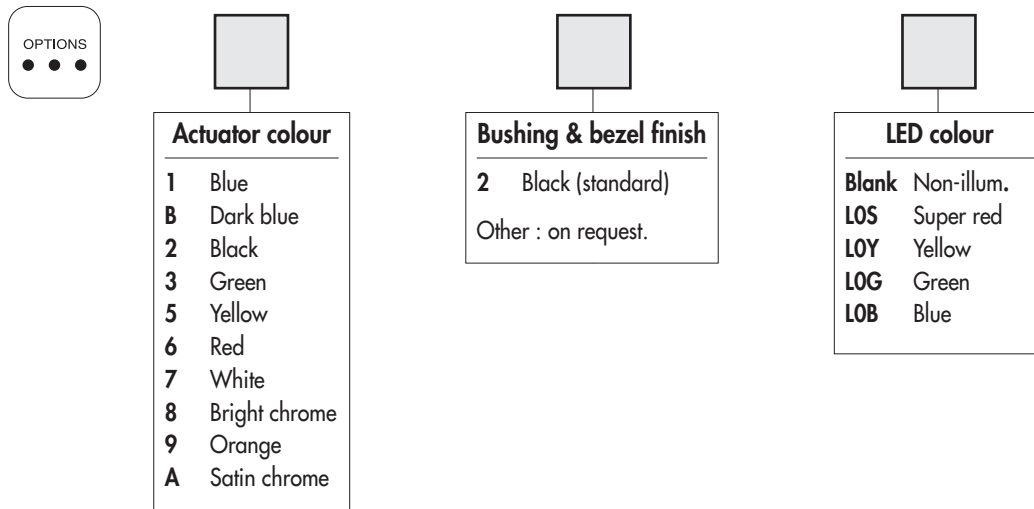 OPTIONS
Actuator colour
1 Blue
B Dark blue
2 Black
3 Green
5 Yellow
6 Red
7 White
8 Bright chrome
9 Orange
A Satin chrome
Bushing & bezel finish
2 Black (standard)
Other : on request.
LED colour
Blank Non-illum.
L0S Super red
L0Y Yellow
L0G Green
L0B Blue